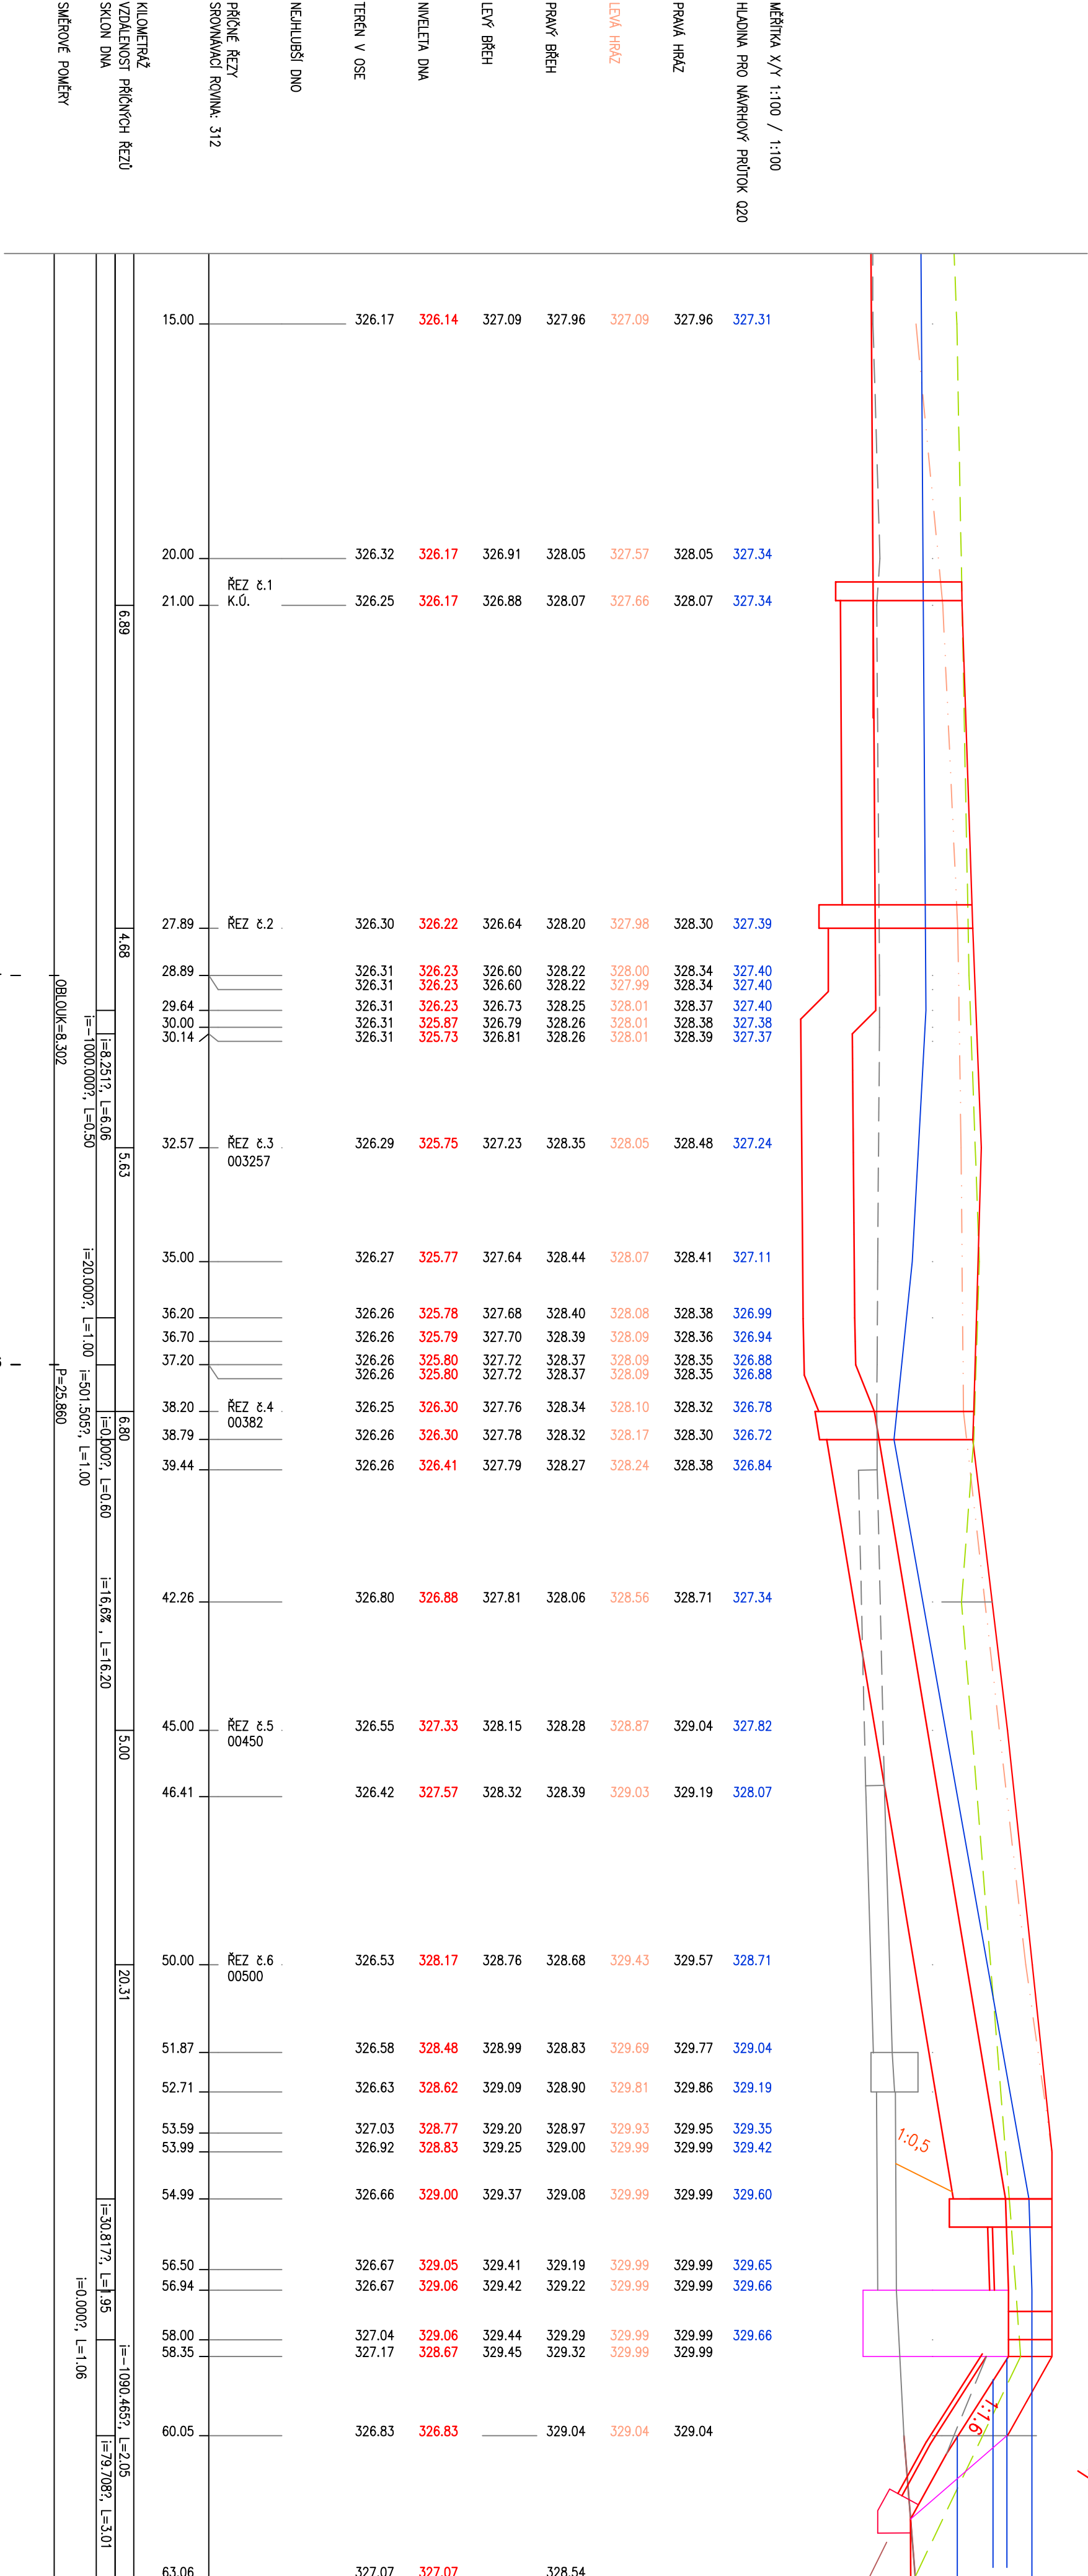 MĚŘÍTKA X/Y 1:100 / 1:100
HLADINA PRO NÁVRHOVÝ PRŮTOK Q20
327.31 327.34 327.34 327.39 327.40 327.40 327.40 327.38 327.37 327.24 327.11 326.99 326.94 326.88 326.88 326.78 326.72 326.84 327.34 327.82 328.07 328.71 329.04 329.19 329.35 329.42 329.60 329.65 329.66 329.66
PRAVÁ HRÁZ
327.96 328.05 328.07 328.30 328.34 328.34 328.37 328.38 328.39 328.48 328.41 328.38 328.36 328.35 328.35 328.32 328.30 328.38 328.71 329.04 329.19 329.57 329.77 329.86 329.95 329.99 329.99 329.99 329.99 329.99 329.99 329.04
LEVÁ HRÁZ
327.09 327.57 327.66 327.98 328.00 327.99 328.01 328.01 328.01 328.05 328.07 328.08 328.09 328.09 328.09 328.10 328.17 328.24 328.56 328.87 329.03 329.43 329.69 329.81 329.93 329.99 329.99 329.99 329.99 329.99 329.99 329.04
PRAVÝ BŘEH
327.96 328.05 328.07 328.20 328.22 328.22 328.25 328.26 328.26 328.35 328.44 328.40 328.39 328.37 328.37 328.34 328.32 328.27 328.06 328.28 328.39 328.68 328.83 328.90 328.97 329.00 329.08 329.19 329.22 329.29 329.32 329.04 328.54
LEVÝ BŘEH
327.09 326.91 326.88 326.64 326.60 326.60 326.73 326.79 326.81 327.23 327.64 327.68 327.70 327.72 327.72 327.76 327.78 327.79 327.81 328.15 328.32 328.76 328.99 329.09 329.20 329.25 329.37 329.41 329.42 329.44 329.45
NIVELETA DNA
326.14 326.17 326.17 326.22 326.23 326.23 326.23 325.87 325.73 325.75 325.77 325.78 325.79 325.80 325.80 326.30 326.30 326.41 326.88 327.33 327.57 328.17 328.48 328.62 328.77 328.83 329.00 329.05 329.06 329.06 328.67 326.83 327.07
TERÉN V OSE
326.17 326.32 326.25 326.30 326.31 326.31 326.31 326.31 326.31 326.29 326.27 326.26 326.26 326.26 326.26 326.25 326.26 326.26 326.80 326.55 326.42 326.53 326.58 326.63 327.03 326.92 326.66 326.67 326.67 327.04 327.17 326.83 327.07
NEJHLUBŠÍ DNO
PŘÍČNÉ ŘEZY
ŘEZ č.1
K.Ú.
ŘEZ č.2
ŘEZ č.3
003257
ŘEZ č.4
00382
ŘEZ č.5
00450
ŘEZ č.6
00500
SROVNÁVACÍ ROVINA: 312
KILOMETRÁŽ
15.00 20.00 21.00 27.89 28.89 29.64 30.00 30.14 32.57 35.00 36.20 36.70 37.20 38.20 38.79 39.44 42.26 45.00 46.41 50.00 51.87 52.71 53.59 53.99 54.99 56.50 56.94 58.00 58.35 60.05 63.06
VZDÁLENOST PŘÍČNÝCH ŘEZŮ
6.89 4.68 5.63 6.80 5.00 20.31
i=-1090.465?, L=2.05
SKLON DNA
i=8.251?, L=6.06
i=-1000.000?, L=0.50
i=20.000?, L=1.00
i=501.505?, L=1.00
i=0.000?, L=0.60
i=16,6% , L=16.20
i=30.817?, L=1.95
i=0.000?, L=1.06
i=79.708?, L=3.01
SMĚROVÉ POMĚRY
OBLOUK=8.302
P=25.860
1:0,5
1:1.6